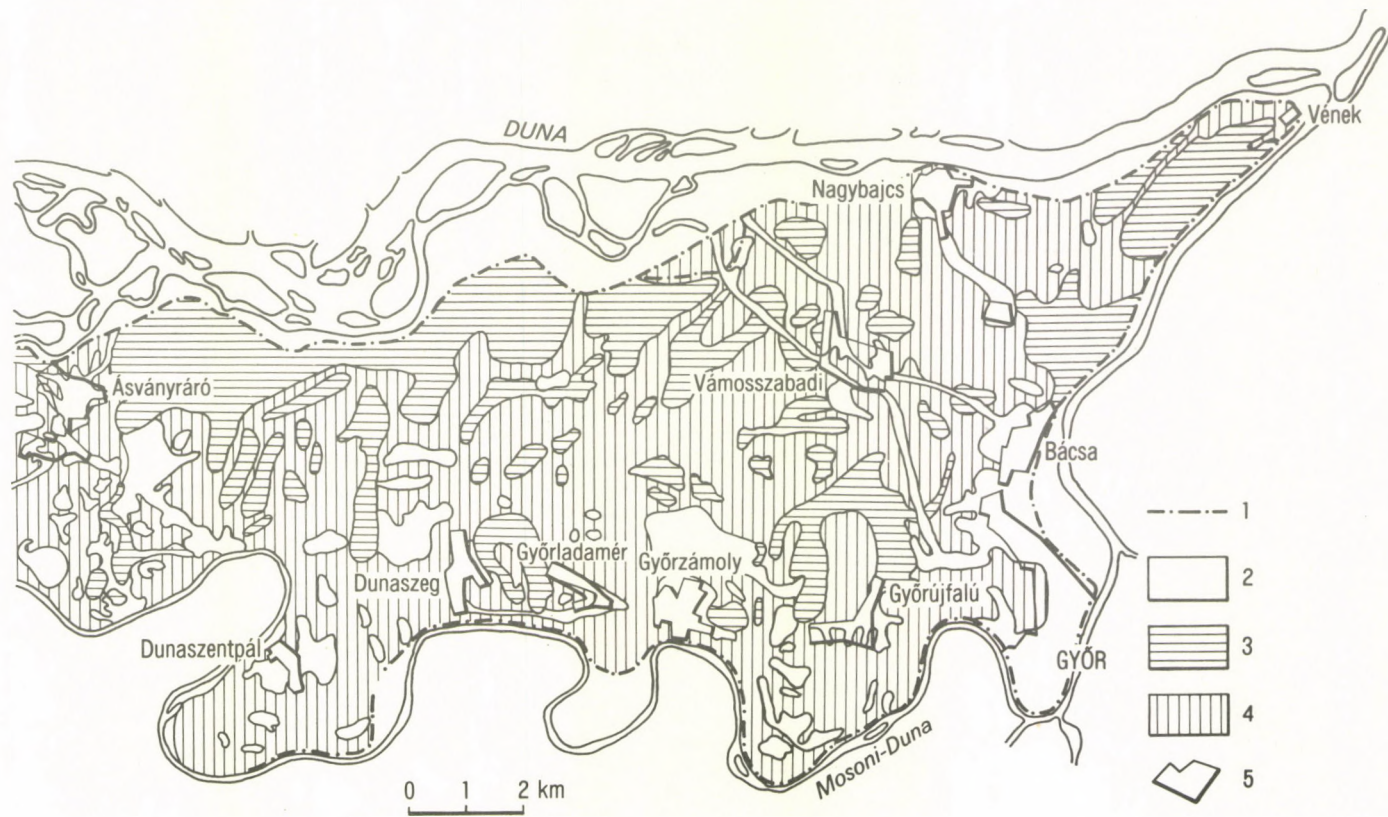 DUNA
Vének
Nagybajcs
Ásványráró
Vámosszabadi
Bácsa
Dunaszeg
Győrladamér
Győrzámoly
Győrújfalú
Dunaszentpál
GYŐR
Mosoni-Duna
0 1 2 km
1
2
3
4
5